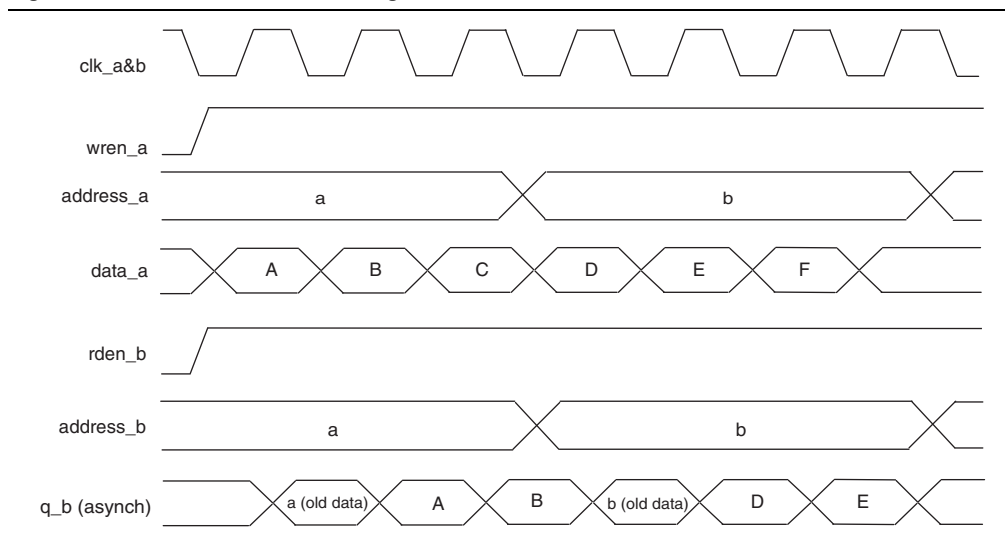 clk_a&b
wren_a
address_a a b
data_a A B C D E F
rden_b
address_b a b
q_b (asynch) a (old data) A B b (old data) D E